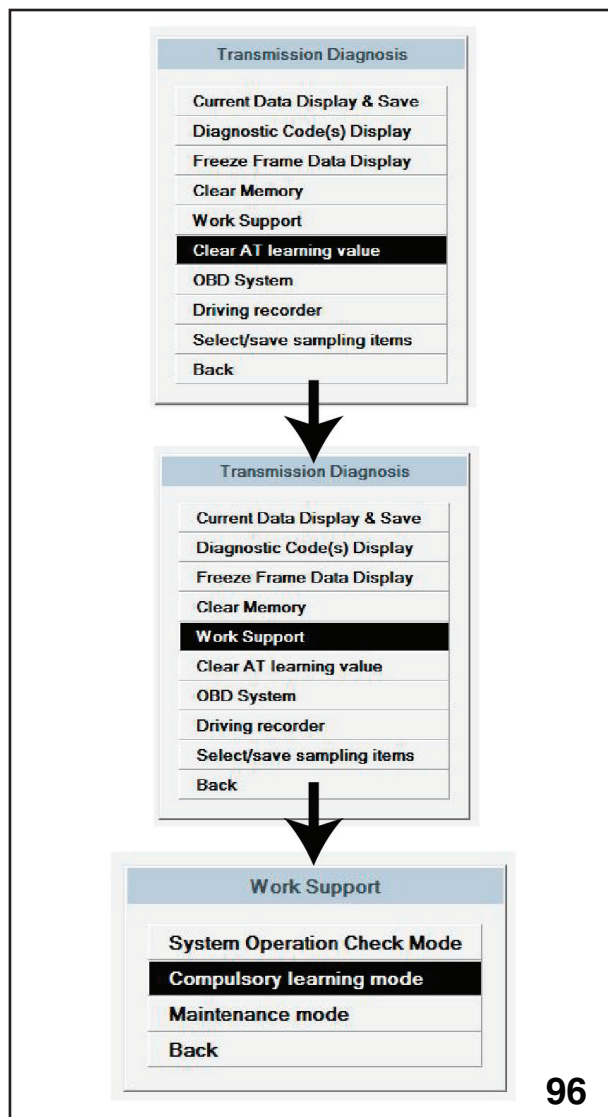 Transmission Diagnosis
Current Data Display & Save
Diagnostic Code(s) Display
Freeze Frame Data Display
Clear Memory
Work Support
Clear AT learning value
OBD System
Driving recorder
Select/save sampling items
Back
Transmission Diagnosis
Current Data Display & Save
Diagnostic Code(s) Display
Freeze Frame Data Display
Clear Memory
Work Support
Clear AT learning value
OBD System
Driving recorder
Select/save sampling items
Back
Work Support
System Operation Check Mode
Compulsory learning mode
Maintenance mode
Back
96